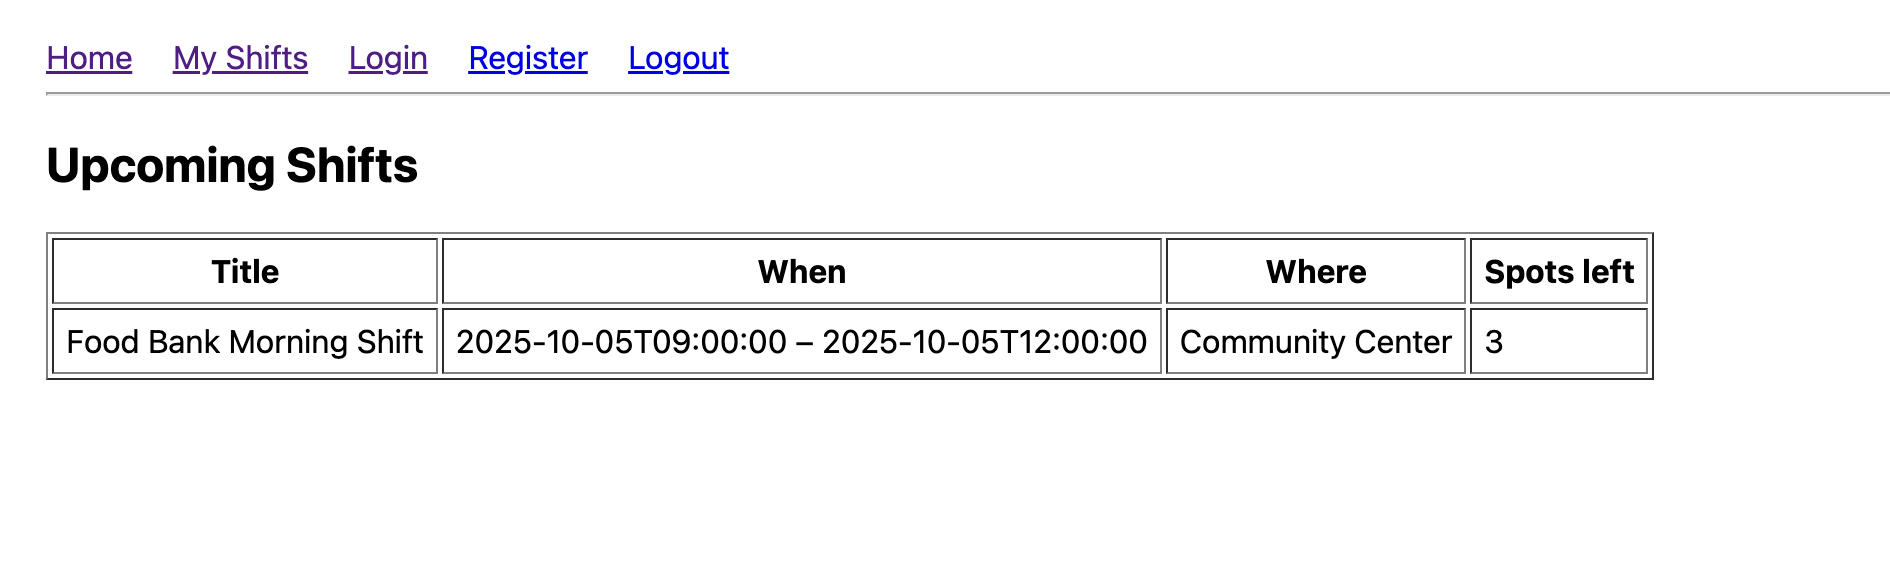 Home My Shifts Login Register Logout
Upcoming Shifts
Title When Where Spots left
Food Bank Morning Shift 2025-10-05T09:00:00 – 2025-10-05T12:00:00 Community Center 3